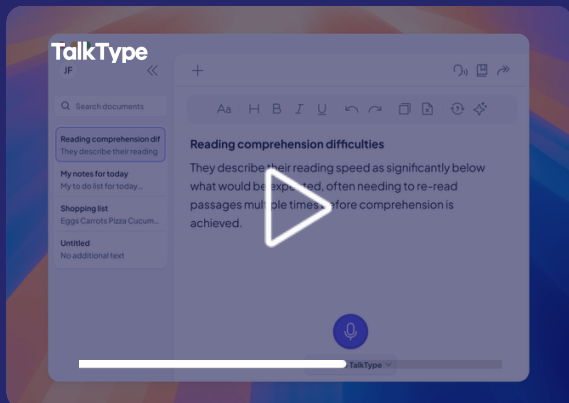 TalkType
JF
Search documents
Aa H B I U
Reading comprehension dif
They describe their reading
My notes for today
My to do list for today...
Shopping list
Eggs Carrots Pizza Cucum...
Untitled
No additional text
Reading comprehension difficulties
They describe their reading speed as significantly below
what would be expected, often needing to re-read
passages multiple times before comprehension is
achieved.
TalkType